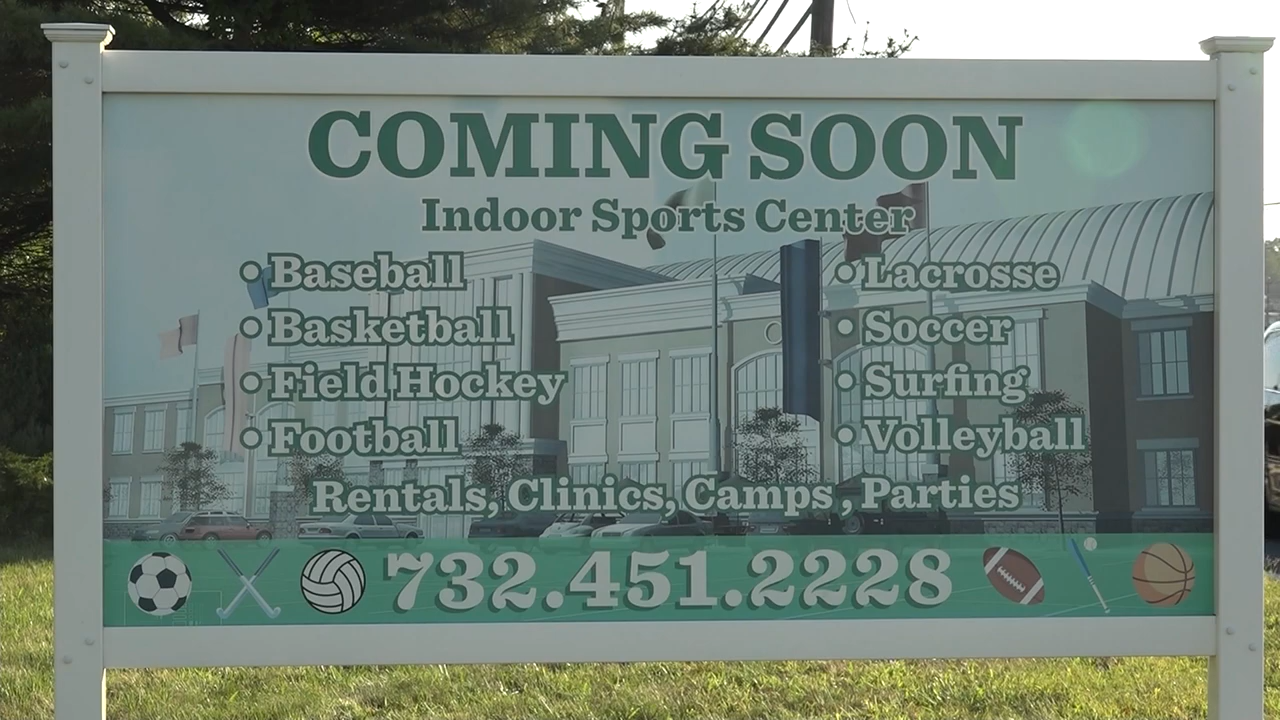 COMING SOON
Indoor Sports Center
• Baseball
• Basketball
• Field Hockey
• Football
• Lacrosse
• Soccer
• Surfing
• Volleyball
Rentals, Clinics, Camps, Parties
732.451.2228